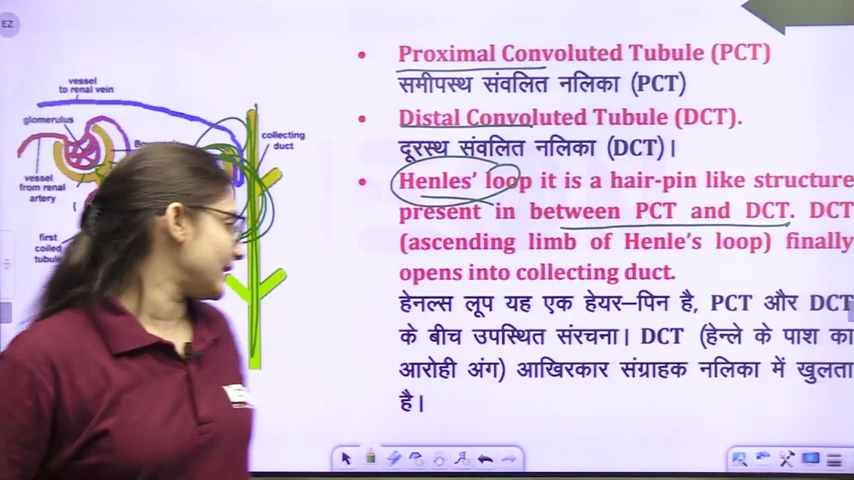 EZ
vessel
to renal vein
glomerulus
collecting
duct
vessel
from renal
artery
first
coiled
tubule
• Proximal Convoluted Tubule (PCT)
समीपस्थ संवलित नलिका (PCT)
• Distal Convoluted Tubule (DCT).
दूरस्थ संवलित नलिका (DCT)।
• Henles’ loop it is a hair-pin like structure
present in between PCT and DCT. DCT
(ascending limb of Henle’s loop) finally
opens into collecting duct.
हेनल्स लूप यह एक हेयर–पिन है, PCT और DCT
के बीच उपस्थित संरचना। DCT (हेन्ले के पाश का
आरोही अंग) आखिरकार संग्राहक नलिका में खुलता
है।